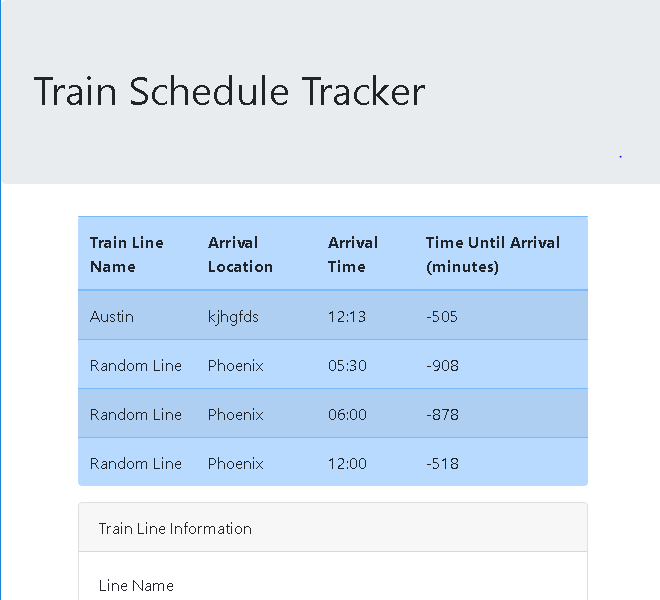 Train Schedule Tracker
Train Line Name Arrival Location Arrival Time Time Until Arrival (minutes)
Austin kjhgfds 12:13 -505
Random Line Phoenix 05:30 -908
Random Line Phoenix 06:00 -878
Random Line Phoenix 12:00 -518
Train Line Information
Line Name